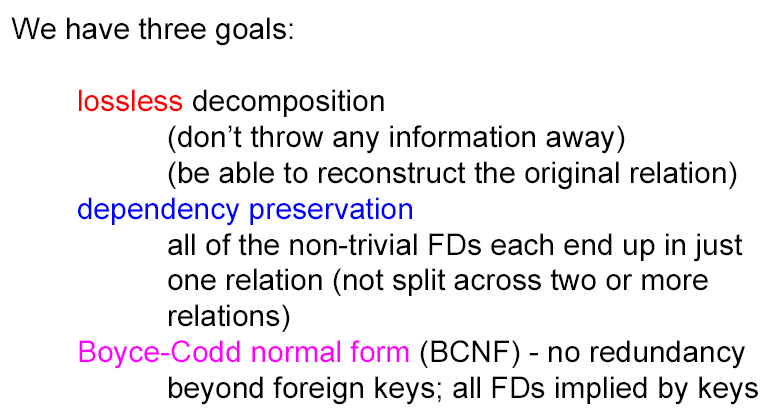 We have three goals:
lossless decomposition
(don't throw any information away)
(be able to reconstruct the original relation)
dependency preservation
all of the non-trivial FDs each end up in just
one relation (not split across two or more
relations)
Boyce-Codd normal form (BCNF) - no redundancy
beyond foreign keys; all FDs implied by keys